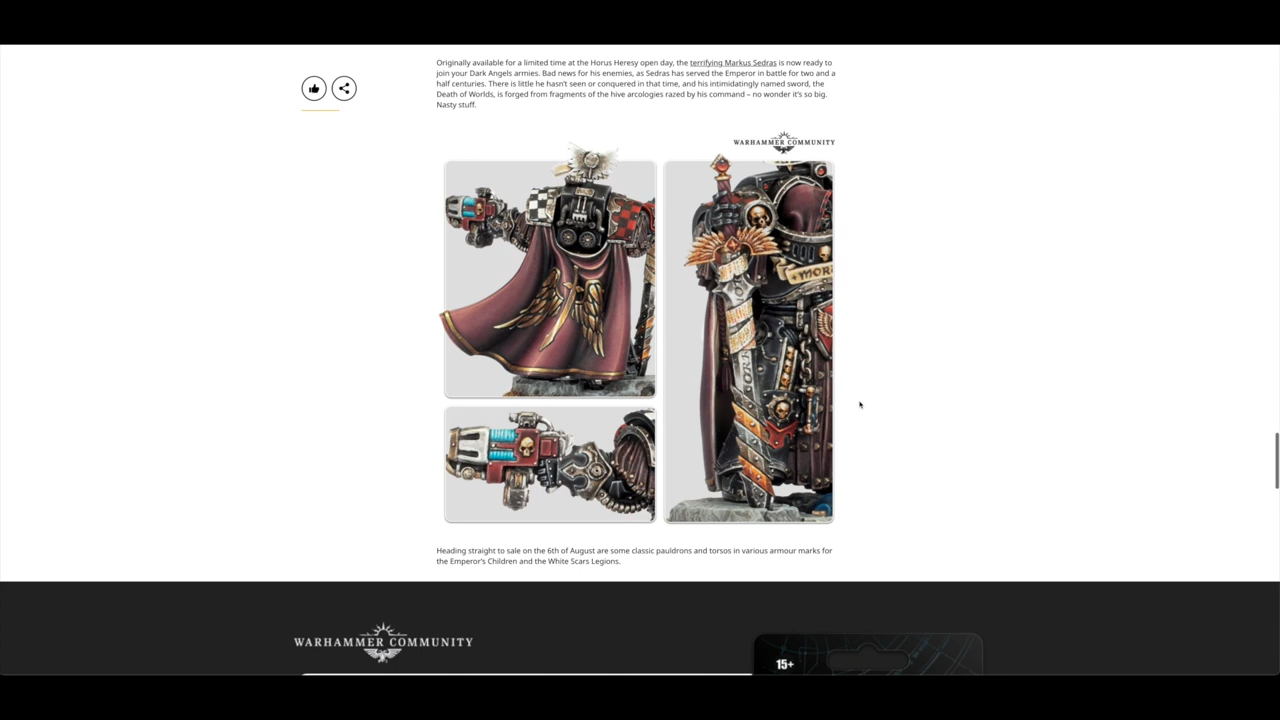 Originally available for a limited time at the Horus Heresy open day, the terrifying Markus Sedras is now ready to
join your Dark Angels armies. Bad news for his enemies, as Sedras has served the Emperor in battle for two and a
half centuries. There is little he hasn't seen or conquered in that time, and his intimidatingly named sword, the
Death of Worlds, is forged from fragments of the hive arcologies razed by his command – no wonder it's so big.
Nasty stuff.
WARHAMMER COMMUNITY
Heading straight to sale on the 6th of August are some classic pauldrons and torsos in various armour marks for
the Emperor's Children and the White Scars Legions.
WARHAMMER COMMUNITY
15+